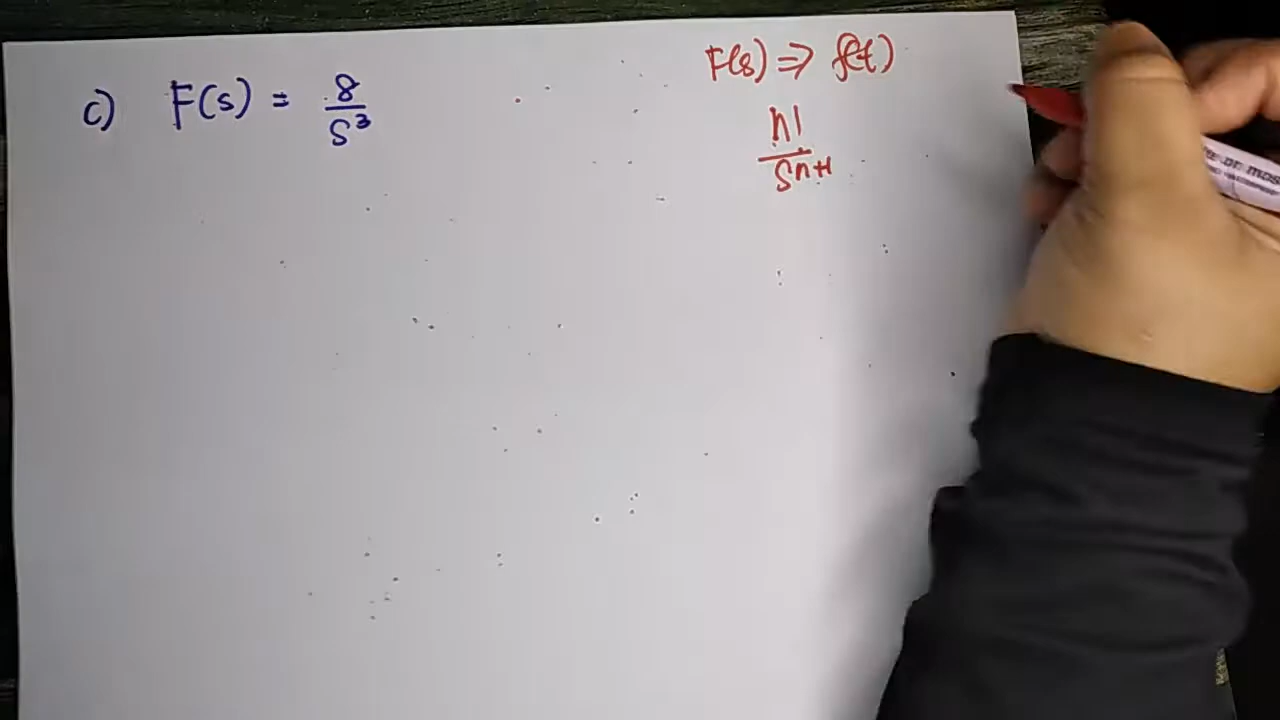 c) F(s) = 8/s³
F(s) ⇒ f(t)
n!/sⁿ⁺¹